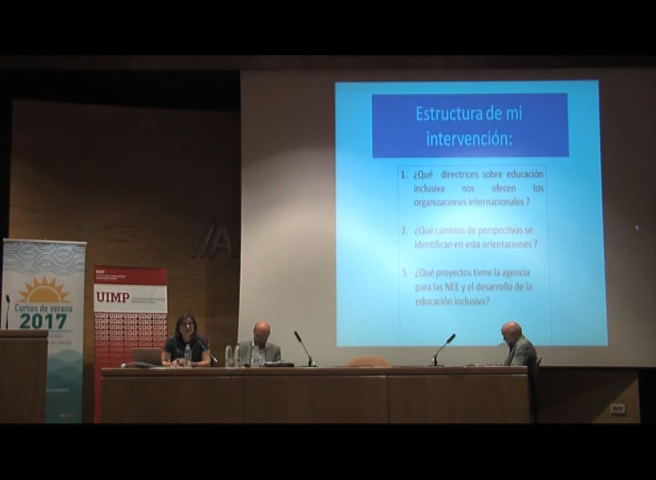 Estructura de mi
intervención:
1. ¿Qué directrices sobre educación
inclusiva nos ofecen los
organizaciones Internacionales ?
2. ¿Qué cambios de perspectivas se
identifican en esta orientaciones ?
3. ¿Qué proyectos tiene la agencia
para las NEE y el desarrollo de la
educación inclusiva?
Cursos de verano
2017
UIMP